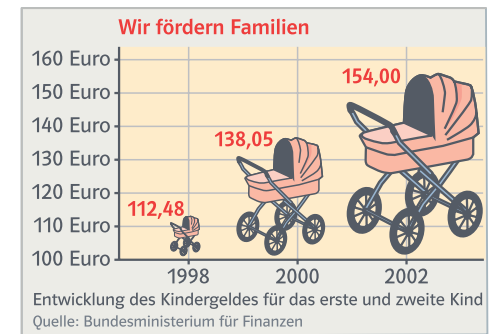 Wir fördern Familien
160 Euro
150 Euro
140 Euro
130 Euro
120 Euro
110 Euro
100 Euro
112,48
138,05
154,00
1998 2000 2002
Entwicklung des Kindergeldes für das erste und zweite Kind
Quelle: Bundesministerium für Finanzen